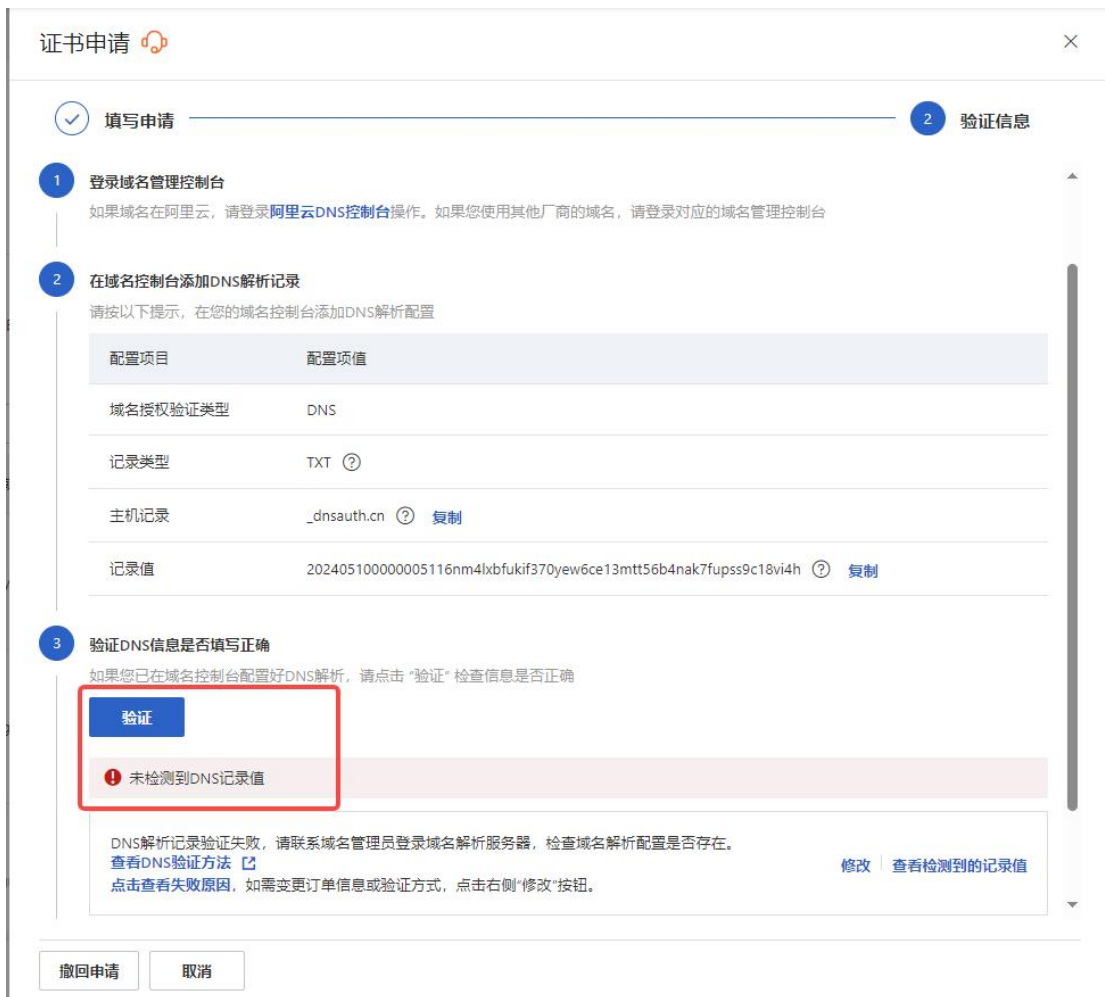 证书申请
填写申请
2 验证信息
1 登录域名管理控制台
如果域名在阿里云，请登录阿里云DNS控制台操作。如果您使用其他厂商的域名，请登录对应的域名管理控制台
2 在域名控制台添加DNS解析记录
请按以下提示，在您的域名控制台添加DNS解析配置
配置项目 配置项值
域名授权验证类型 DNS
记录类型 TXT ?
主机记录 _dnsauth.cn ? 复制
记录值 202405100000005116nm4lxbfukif370yew6ce13mtt56b4nak7fupss9c18vi4h ? 复制
3 验证DNS信息是否填写正确
如果您已在域名控制台配置好DNS解析，请点击 “验证” 检查信息是否正确
验证
未检测到DNS记录值
DNS解析记录验证失败，请联系域名管理员登录域名解析服务器，检查域名解析配置是否存在。
查看DNS验证方法
修改 查看检测到的记录值
点击查看失败原因，如需变更订单信息或验证方式，点击右侧“修改”按钮。
撤回申请 取消